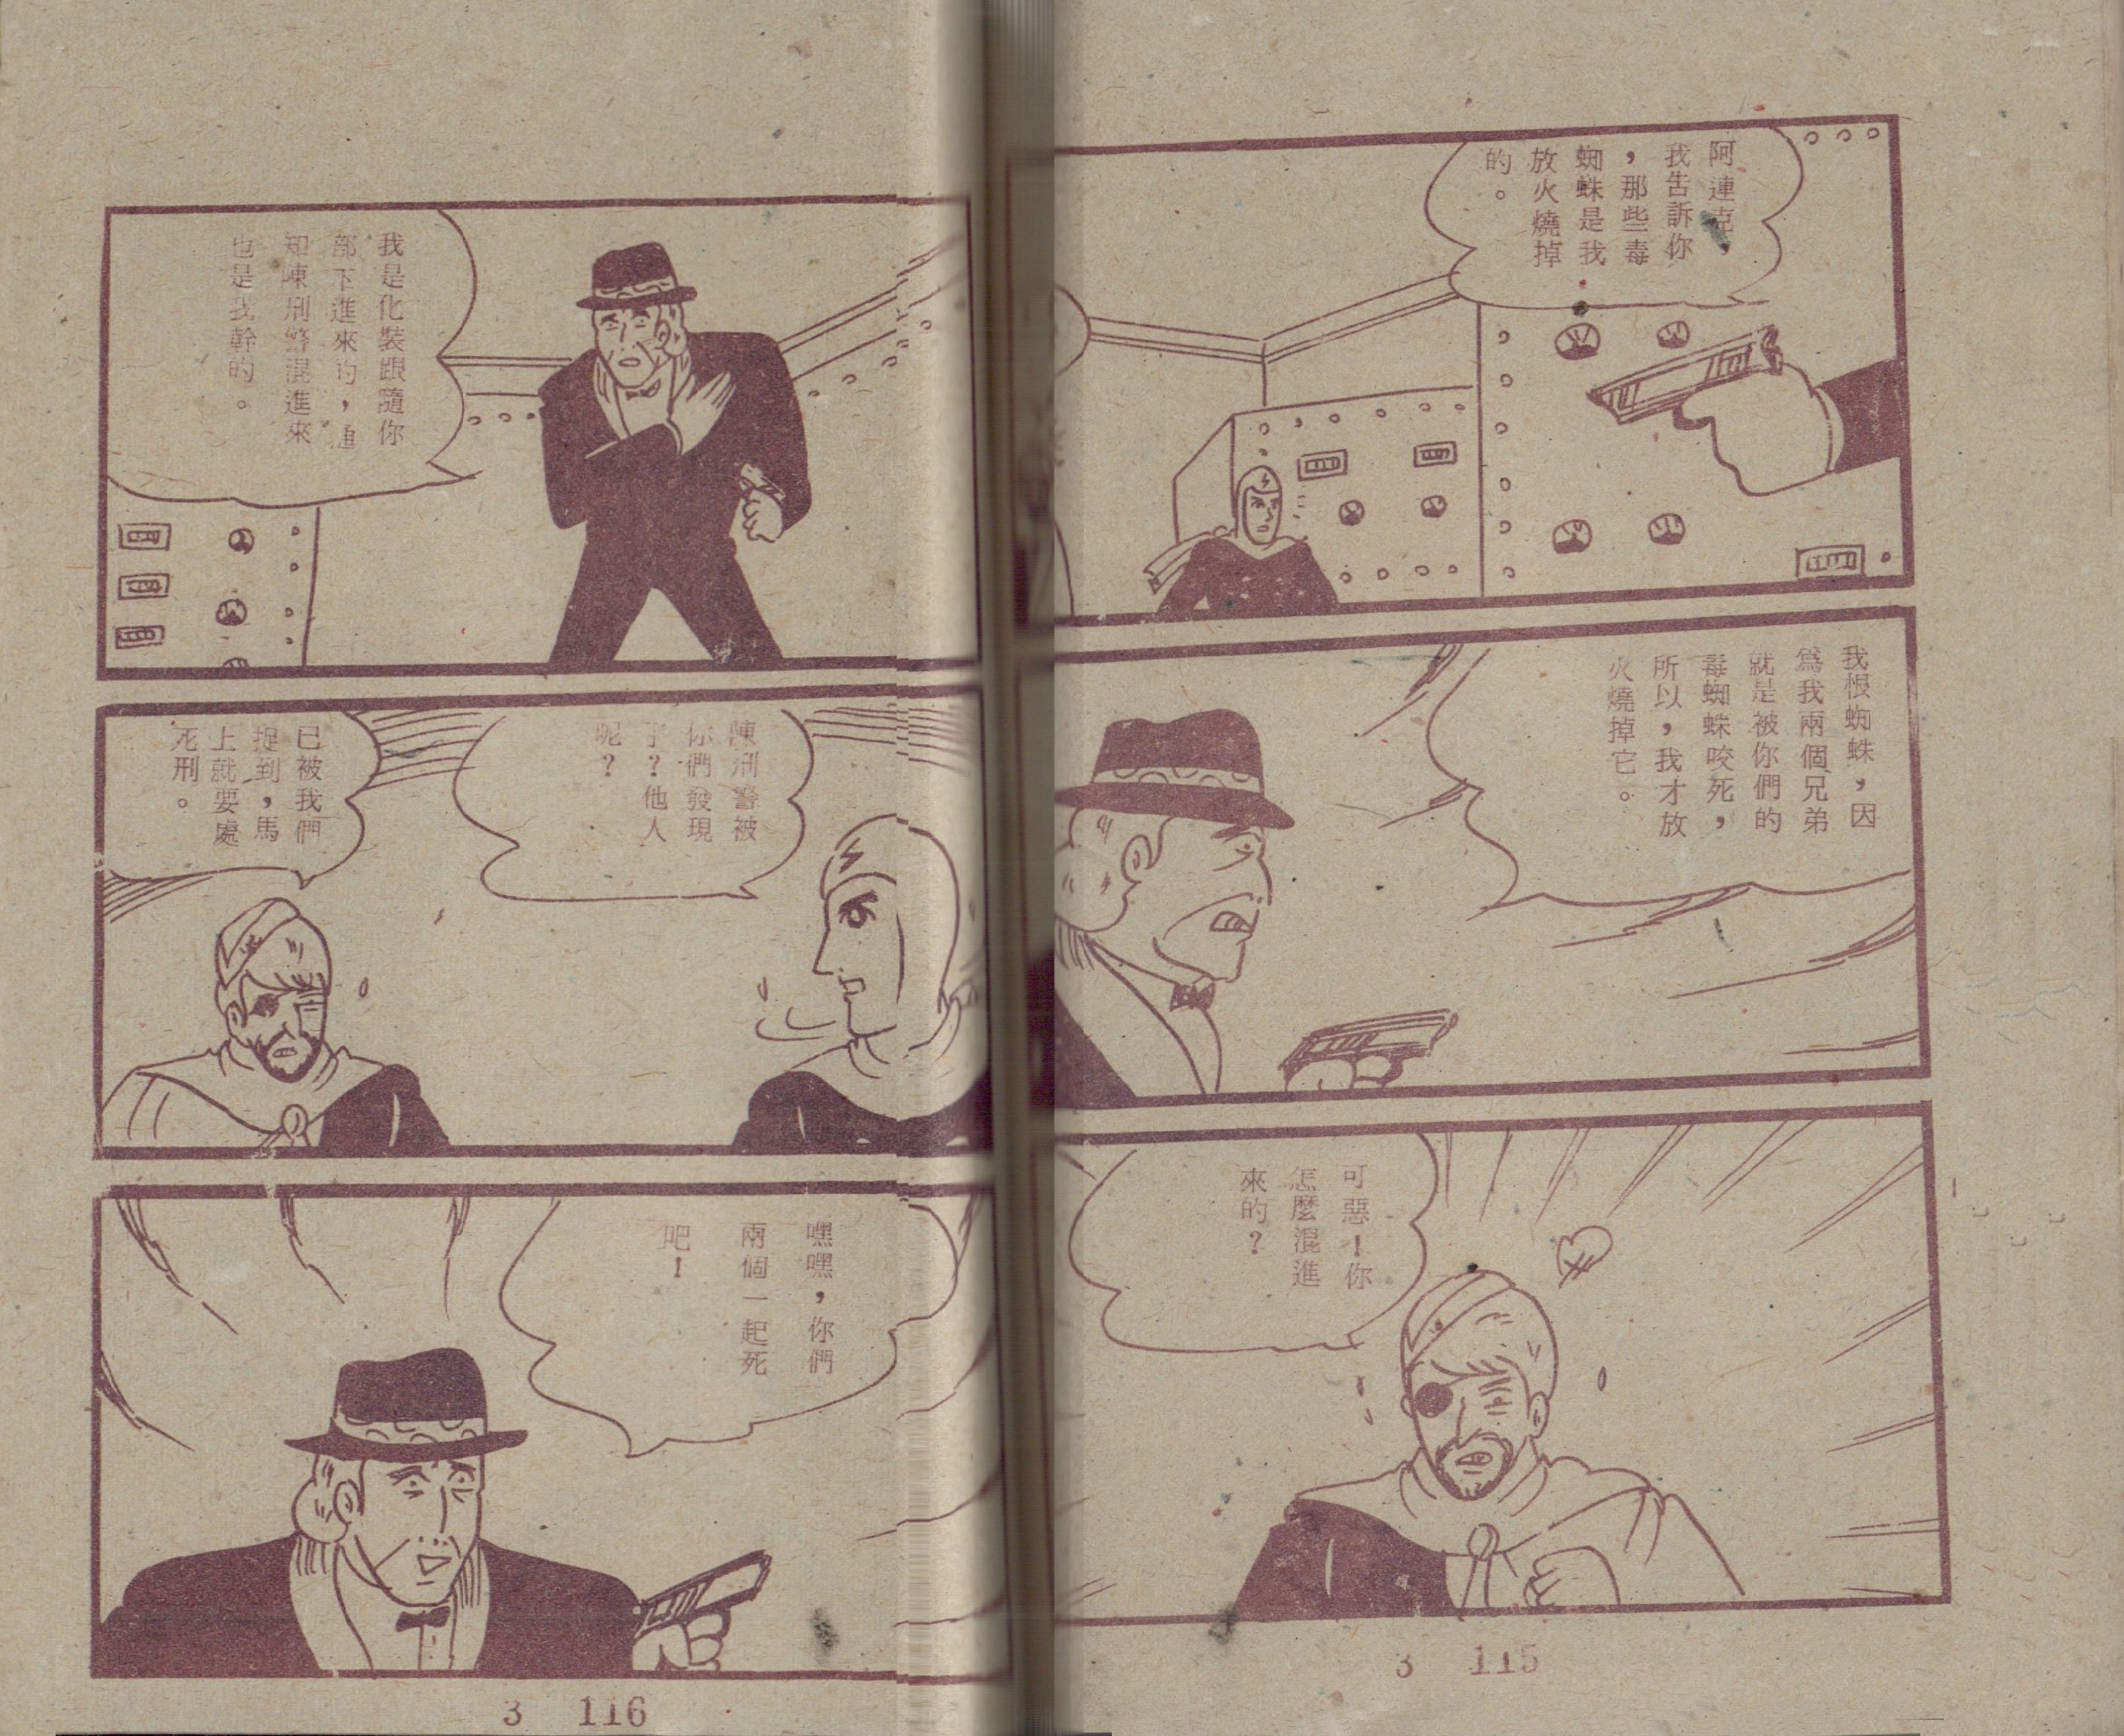 阿連克，
我告訴你
，那些毒
蜘蛛是我
放火燒掉
的。
我恨蜘蛛，因
爲我兩個兄弟
就是被你們的
毒蜘蛛咬死，
所以，我才放
火燒掉它。
可惡！你
怎麼混進
來的？
3 115
我是化裝跟隨你
部下進來的，通
知陳刑警混進來
也是我幹的。
陳刑警被
你們發現
了？他人
呢？
已被我們
捉到，馬
上就要處
死刑。
嘿嘿，你們
兩個一起死
吧！
3 116